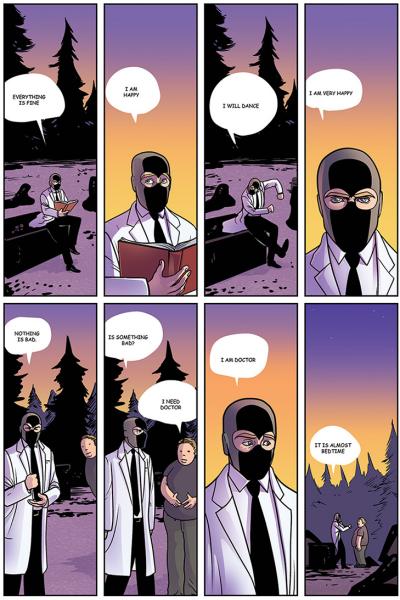 EVERYTHING
IS FINE
I AM
HAPPY
I WILL DANCE
I AM VERY HAPPY
NOTHING
IS BAD.
IS SOMETHING
BAD?
I NEED
DOCTOR
I AM DOCTOR
IT IS ALMOST
BEDTIME